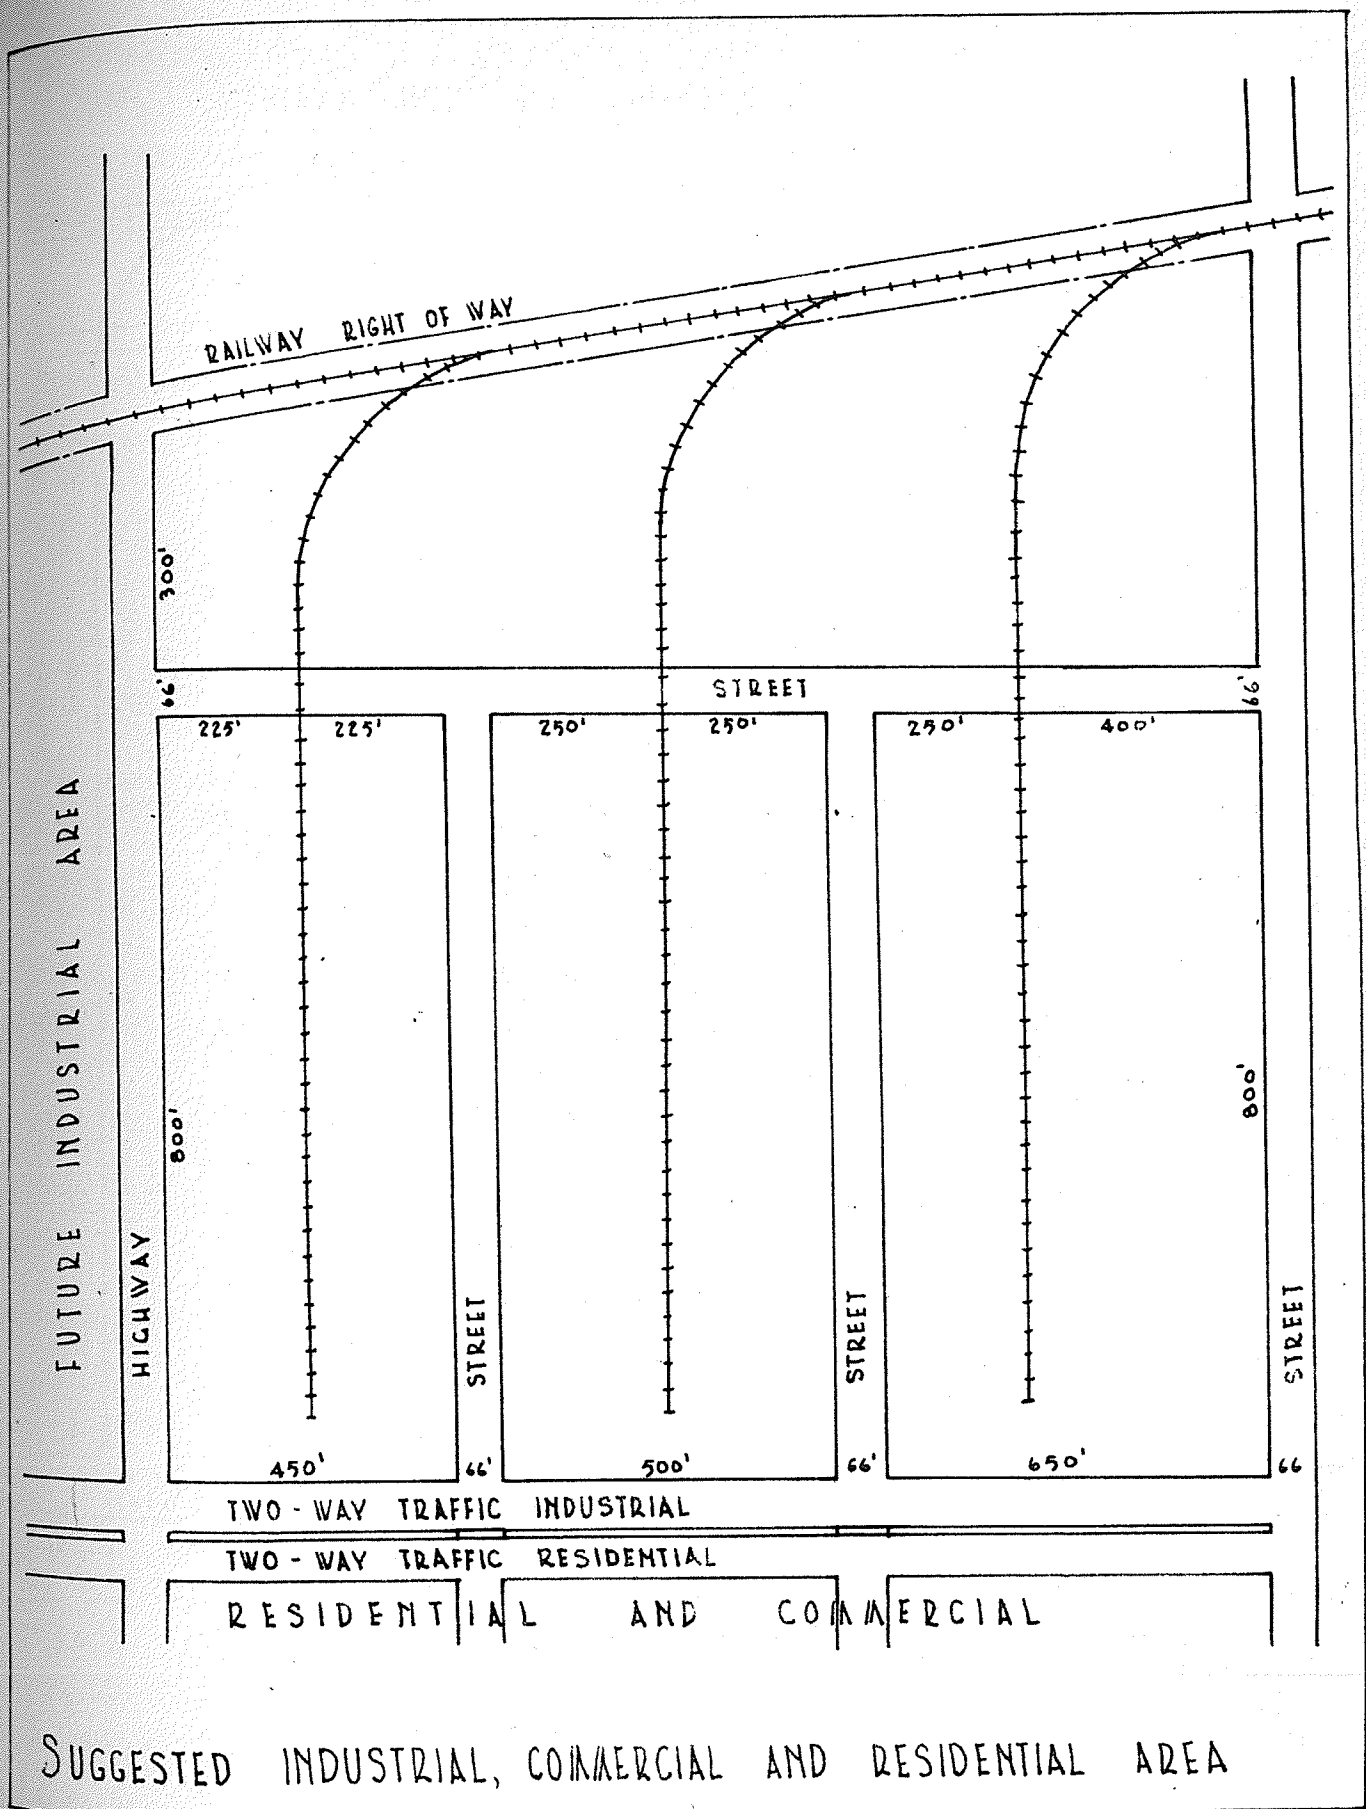 RAILWAY RIGHT OF WAY
300'
66'
STREET
66'
225'
225'
250'
250'
250'
400'
FUTURE INDUSTRIAL AREA
HIGHWAY
800'
STREET
STREET
800'
STREET
450'
66'
500'
66'
650'
66
TWO-WAY TRAFFIC INDUSTRIAL
TWO-WAY TRAFFIC RESIDENTIAL
RESIDENTIAL AND COMMERCIAL
SUGGESTED INDUSTRIAL, COMMERCIAL AND RESIDENTIAL AREA